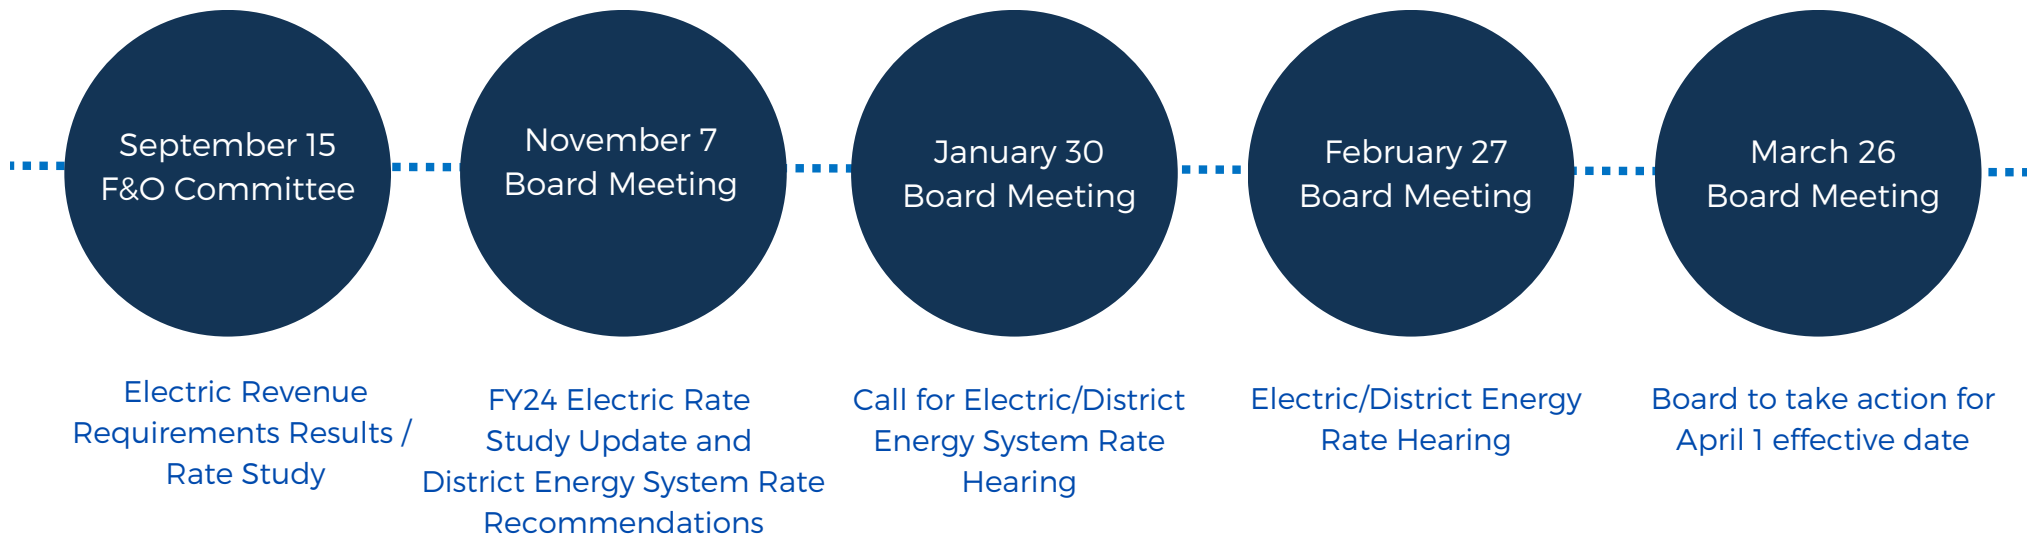 September 15
F&O Committee
Electric Revenue
Requirements Results /
Rate Study
November 7
Board Meeting
FY24 Electric Rate
Study Update and
District Energy System Rate
Recommendations
January 30
Board Meeting
Call for Electric/District
Energy System Rate
Hearing
February 27
Board Meeting
Electric/District Energy
Rate Hearing
March 26
Board Meeting
Board to take action for
April 1 effective date